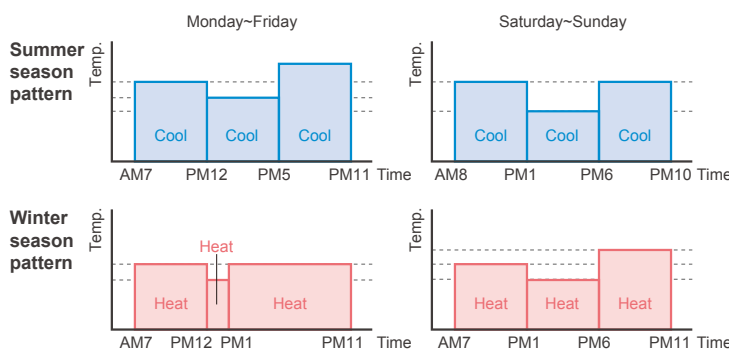 Monday~Friday
Saturday~Sunday
Summer
season
pattern
Temp.
Cool
Cool
Cool
AM7
PM12
PM5
PM11
Time
Temp.
Cool
Cool
Cool
AM8
PM1
PM6
PM10
Time
Winter
season
pattern
Temp.
Heat
Heat
Heat
AM7
PM12
PM1
PM11
Time
Temp.
Heat
Heat
Heat
AM7
PM1
PM6
PM11
Time